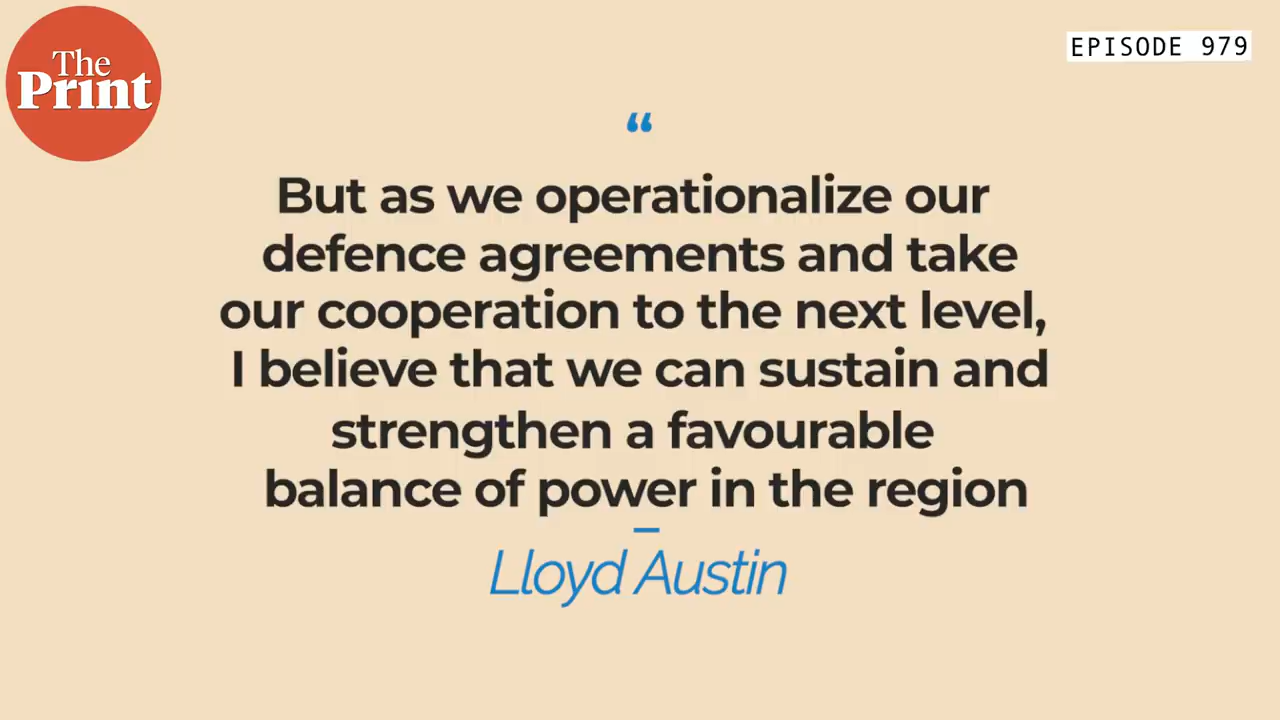 The
Print
EPISODE 979
“
But as we operationalize our
defence agreements and take
our cooperation to the next level,
I believe that we can sustain and
strengthen a favourable
balance of power in the region
–
Lloyd Austin